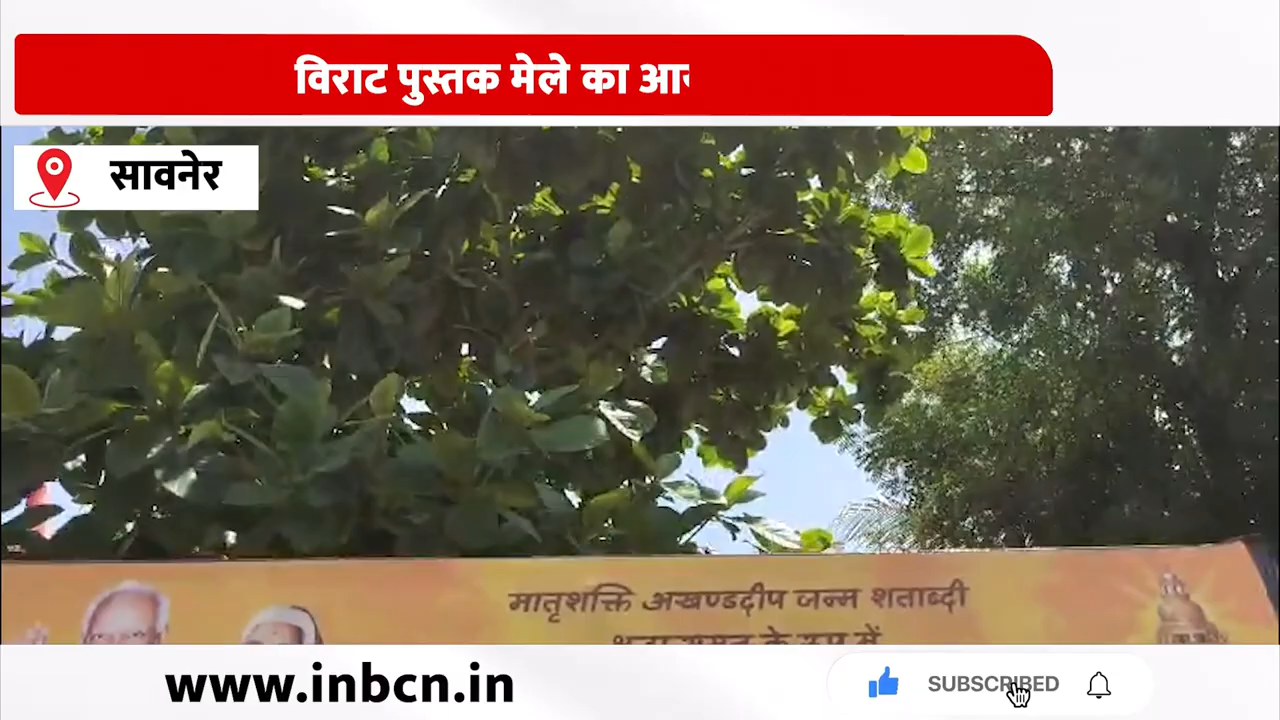 विराट पुस्तक मेले का
सावनेर
मातृशक्ति अखण्डदीप जन्म शताब्दी
के रूप में
www.inbcn.in
SUBSCRIBED